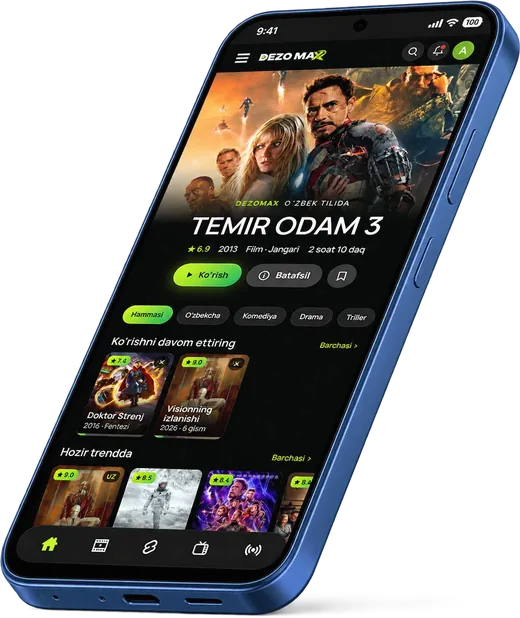 9:41
100
DEZO MAX
A
DEZOMAX O'ZBEK TILIDA
TEMIR ODAM 3
★ 6.9 2013 Film · Jangari 2 soat 10 daq
Ko'rish
Batafsil
Hammasi
O'zbekcha
Komediya
Drama
Triller
Ko'rishni davom ettiring
Barchasi >
★ 7.4
Doktor Strenj
2016 · Fentezi
★ 9.0
Visionning
izlanishi
2026 · 6 qism
Hozir trendda
Barchasi >
★ 9.0
UZ
★ 8.5
★ 8.4
★ 8.4